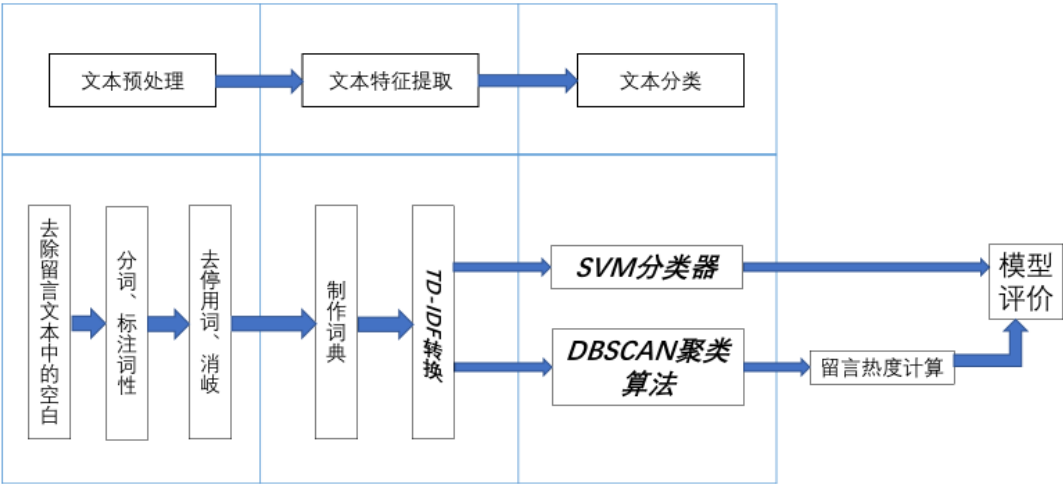 文本预处理
文本特征提取
文本分类
去除留言文本中的空白
分词、标注词性
去停用词、消岐
制作词典
TD-IDF转换
SVM分类器
DBSCAN聚类
算法
留言热度计算
模型
评价